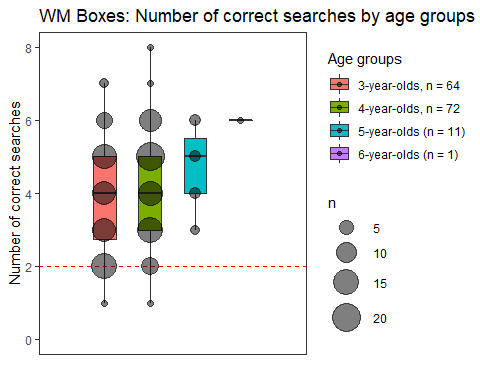 WM Boxes: Number of correct searches by age groups
Number of correct searches
8
6
4
2
0
Age groups
3-year-olds, n = 64
4-year-olds, n = 72
5-year-olds (n = 11)
6-year-olds (n = 1)
n
5
10
15
20